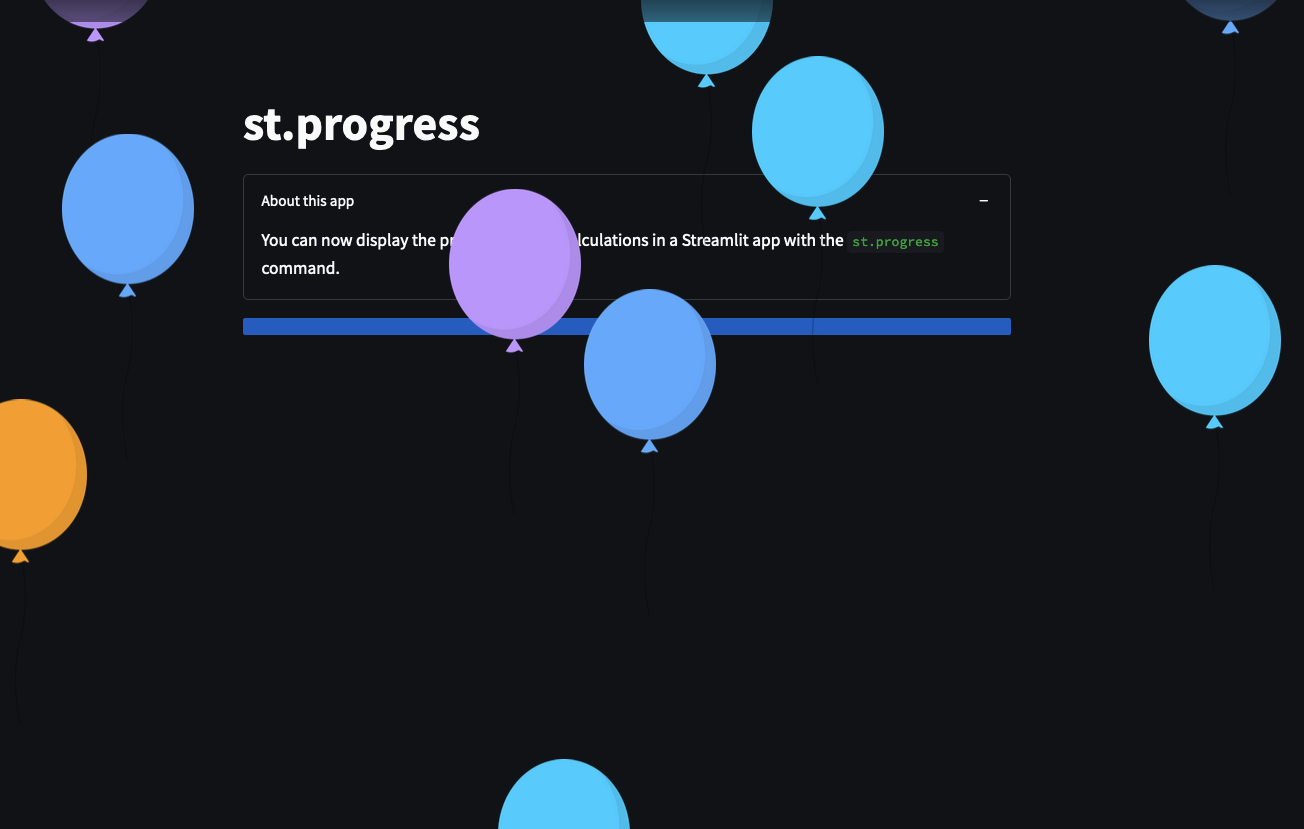 st.progress
About this app
You can now display the pr lculations in a Streamlit app with the st.progress
command.